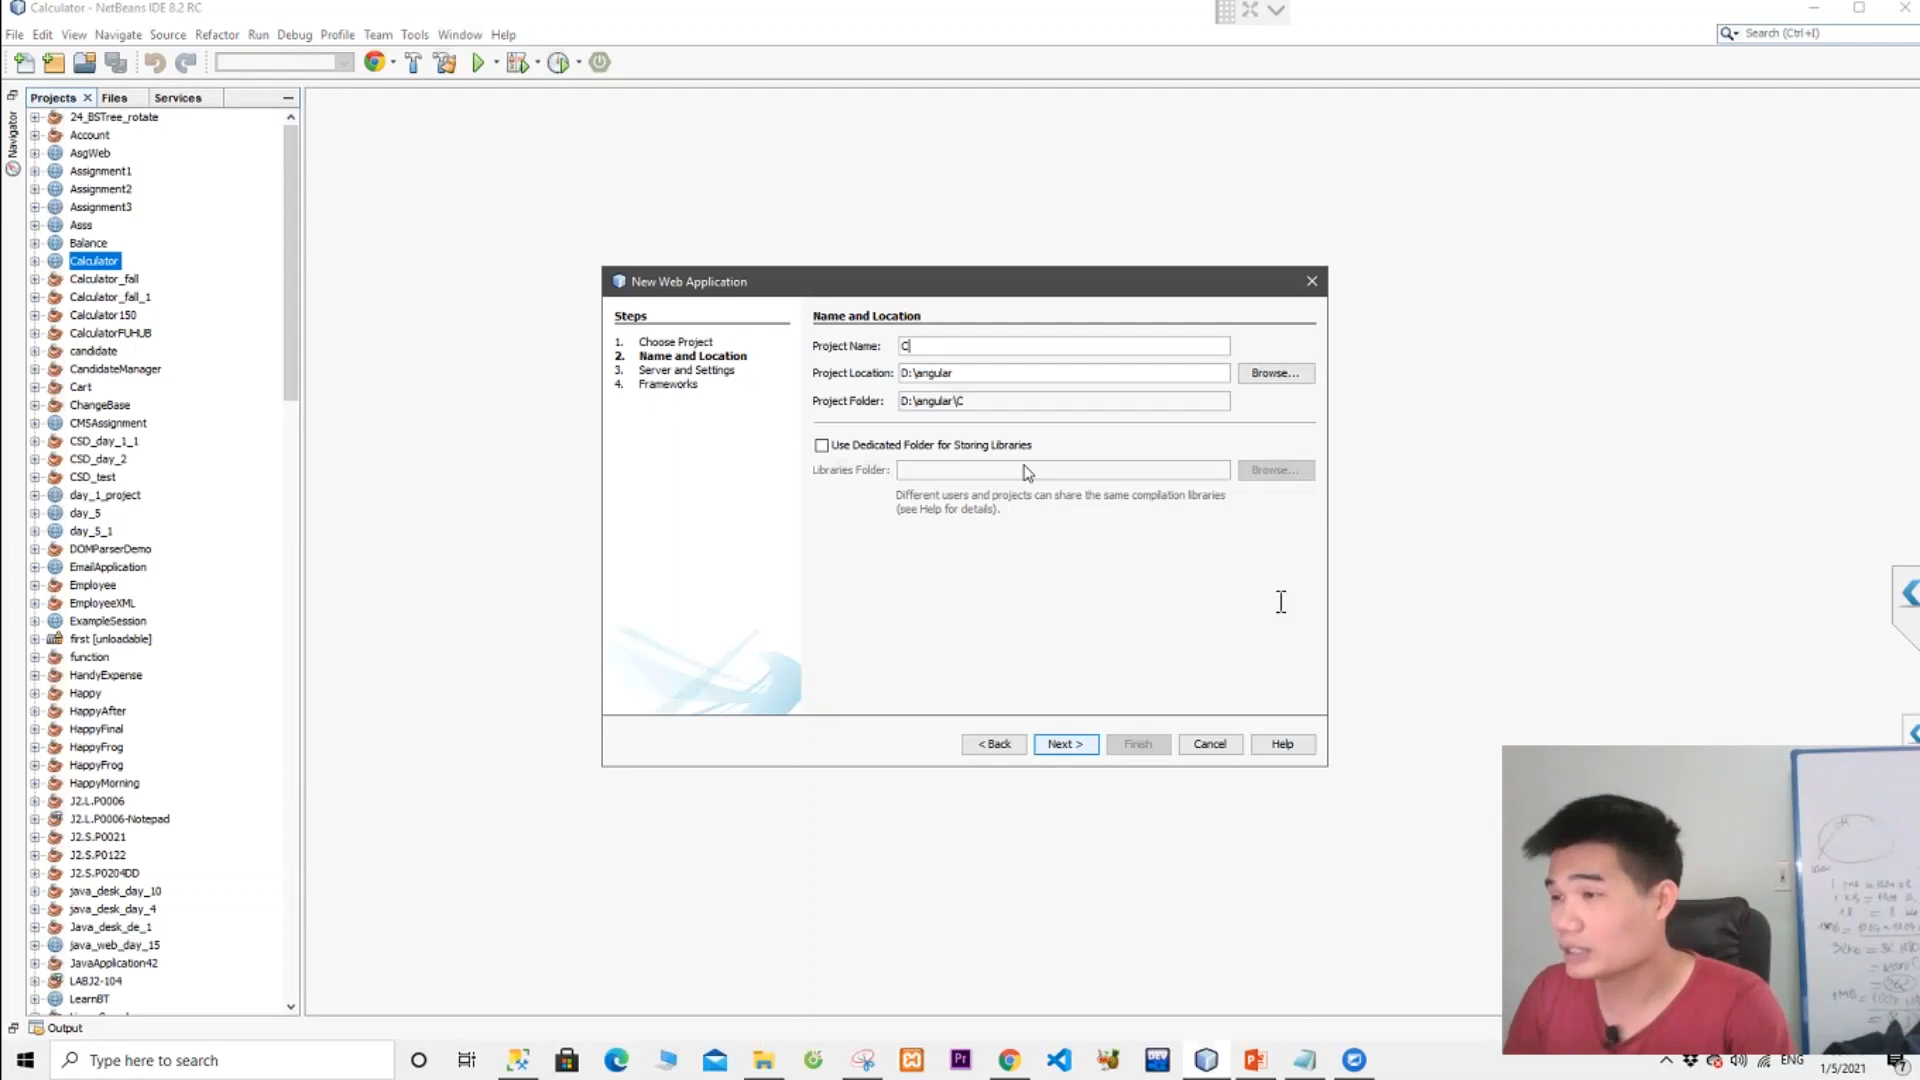 Calculator - NetBeans IDE 8.2 RC
File Edit View Navigate Source Refactor Run Debug Profile Team Tools Window Help
Search (Ctrl+I)
Projects Files Services
Navigator
24_BSTree_rotate
Account
AsgWeb
Assignment1
Assignment2
Assignment3
Asss
Balance
Calculator
Calculator_fall
Calculator_fall_1
Calculator150
CalculatorFUHUB
candidate
CandidateManager
Cart
ChangeBase
CMSAssignment
CSD_day_1_1
CSD_day_2
CSD_test
day_1_project
day_5
day_5_1
DOMParserDemo
EmailApplication
Employee
EmployeeXML
ExampleSession
first [unloadable]
function
HandyExpense
Happy
HappyAfter
HappyFinal
HappyFrog
HappyFrog
HappyMorning
J2.L.P0006
J2.L.P0006-Notepad
J2.S.P0021
J2.S.P0122
J2.S.P0204DD
java_desk_day_10
java_desk_day_4
Java_desk_de_1
java_web_day_15
JavaApplication42
LABJ2-104
LearnBT
Output
New Web Application
Steps
1. Choose Project
2. Name and Location
3. Server and Settings
4. Frameworks
Name and Location
Project Name: C
Project Location: D:\angular Browse...
Project Folder: D:\angular\C
Use Dedicated Folder for Storing Libraries
Libraries Folder: Browse...
Different users and projects can share the same compilation libraries
(see Help for details).
< Back Next > Finish Cancel Help
Type here to search
Pr
DEV
ENG
1/5/2021
7